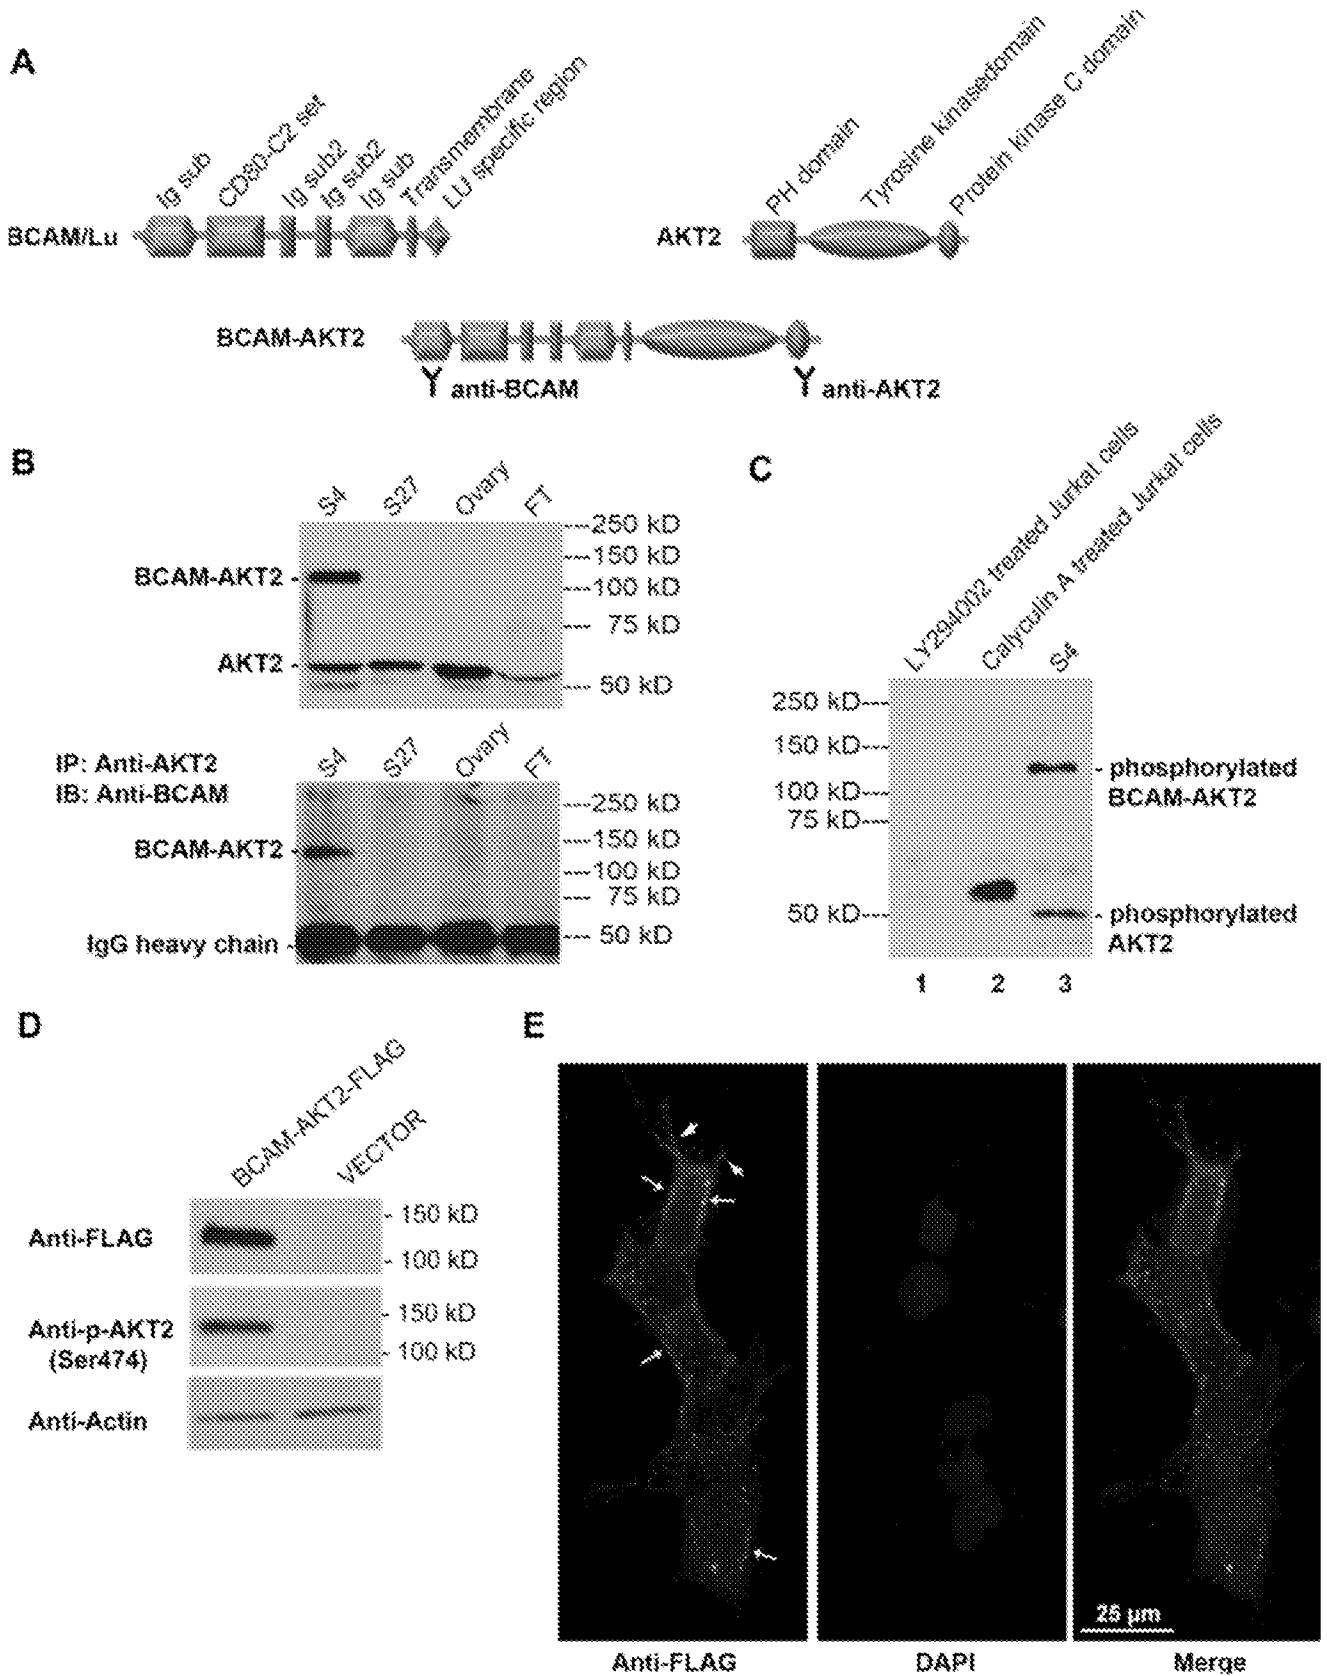 A
Ig sub
CD80-C2 set
Ig sub2
Ig sub2
Ig sub
Transmembrane
LU specific region
BCAM/Lu
PH domain
Tyrosine kinasedomain
Protein kinase C domain
AKT2
BCAM-AKT2
Y anti-BCAM
Y anti-AKT2
B
S4
S27
Ovary
FT
BCAM-AKT2
AKT2
250 kD
150 kD
100 kD
75 kD
50 kD
IP: Anti-AKT2
IB: Anti-BCAM
S4
S27
Ovary
FT
BCAM-AKT2
IgG heavy chain
250 kD
150 kD
100 kD
75 kD
50 kD
C
LY294002 treated Jurkat cells
Calyculin A treated Jurkat cells
S4
250 kD
150 kD
100 kD
75 kD
50 kD
phosphorylated
BCAM-AKT2
phosphorylated
AKT2
1 2 3
D
BCAM-AKT2-FLAG
VECTOR
Anti-FLAG
150 kD
100 kD
Anti-p-AKT2
(Ser474)
150 kD
100 kD
Anti-Actin
E
25 µm
Anti-FLAG
DAPI
Merge